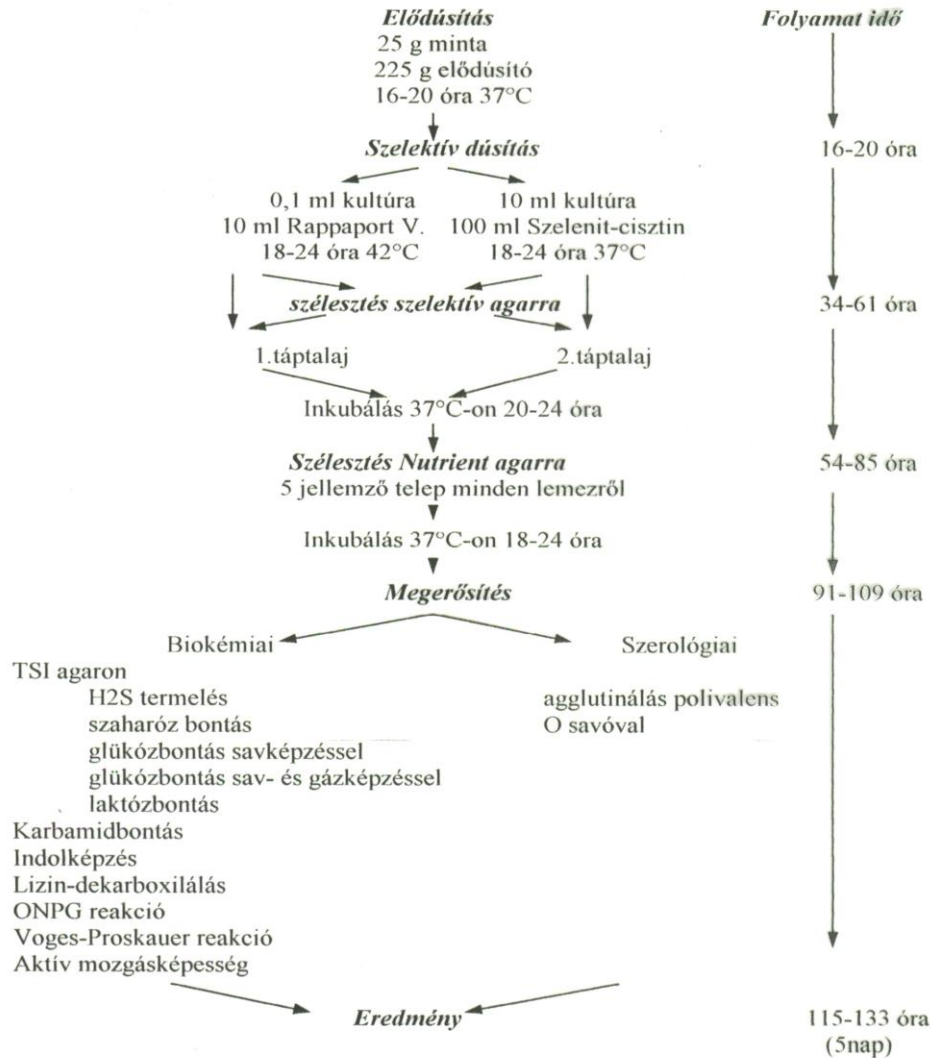 Elődúsítás
Folyamat idő
25 g minta
225 g elődúsító
16-20 óra 37°C
Szelektív dúsítás
16-20 óra
0,1 ml kultúra
10 ml kultúra
10 ml Rappaport V.
100 ml Szelenit-cisztin
18-24 óra 42°C
18-24 óra 37°C
szélesztés szelektív agarra
34-61 óra
1.táptalaj
2.táptalaj
Inkubálás 37°C-on 20-24 óra
Szélesztés Nutrient agarra
54-85 óra
5 jellemző telep minden lemezről
Inkubálás 37°C-on 18-24 óra
Megerősítés
91-109 óra
Biokémiai
Szerológiai
TSI agaron
H2S termelés
agglutinálás polivalens
szaharóz bontás
O savóval
glükózbontás savképzéssel
glükózbontás sav- és gázképzéssel
laktózbontás
Karbamidbontás
Indolképzés
Lizin-dekarboxilálás
ONPG reakció
Voges-Proskauer reakció
Aktív mozgásképesség
Eredmény
115-133 óra
(5nap)